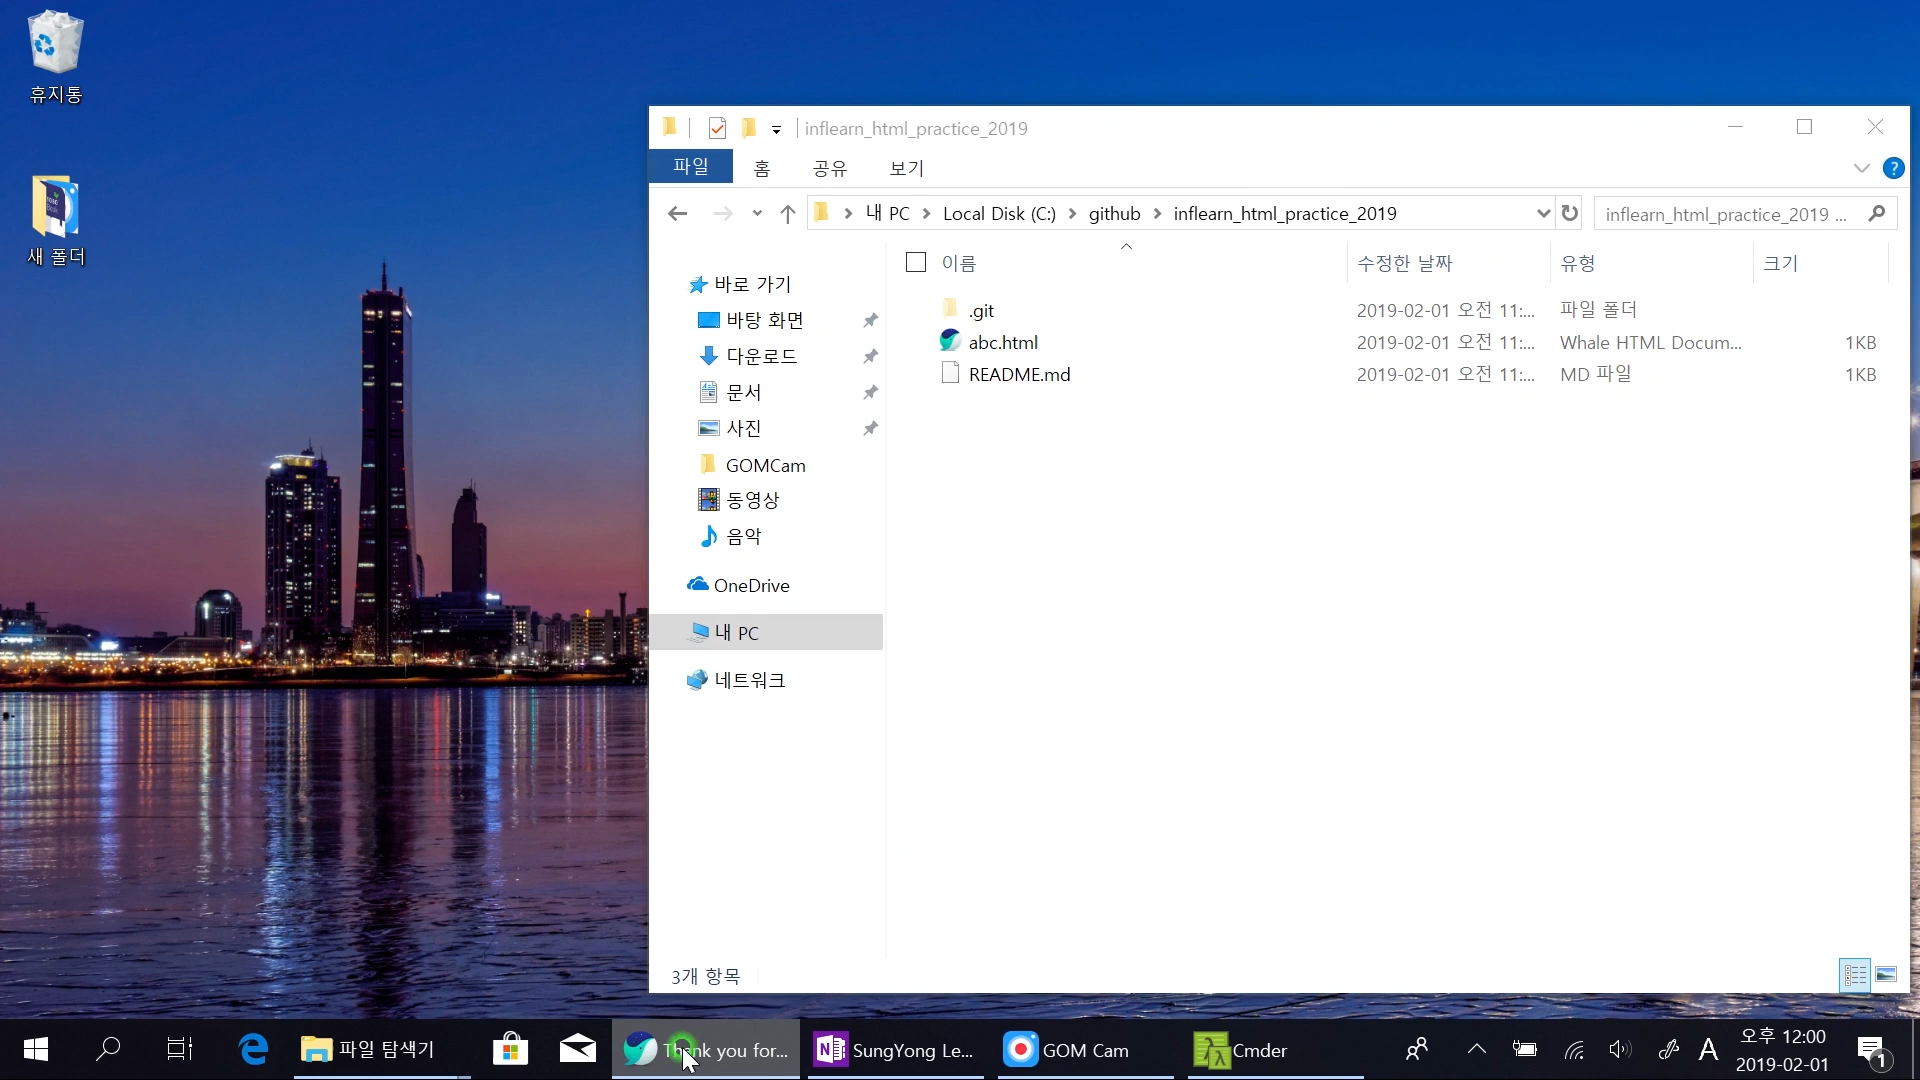 휴지통
새 폴더
inflearn_html_practice_2019
파일 홈 공유 보기
내 PC Local Disk (C:) github inflearn_html_practice_2019
inflearn_html_practice_2019 ...
이름 수정한 날짜 유형 크기
.git 2019-02-01 오전 11:... 파일 폴더
abc.html 2019-02-01 오전 11:... Whale HTML Docum... 1KB
README.md 2019-02-01 오전 11:... MD 파일 1KB
바로 가기
바탕 화면
다운로드
문서
사진
GOMCam
동영상
음악
OneDrive
내 PC
네트워크
3개 항목
파일 탐색기
Thank you for...
SungYong Le...
GOM Cam
Cmder
A
오후 12:00
2019-02-01
1